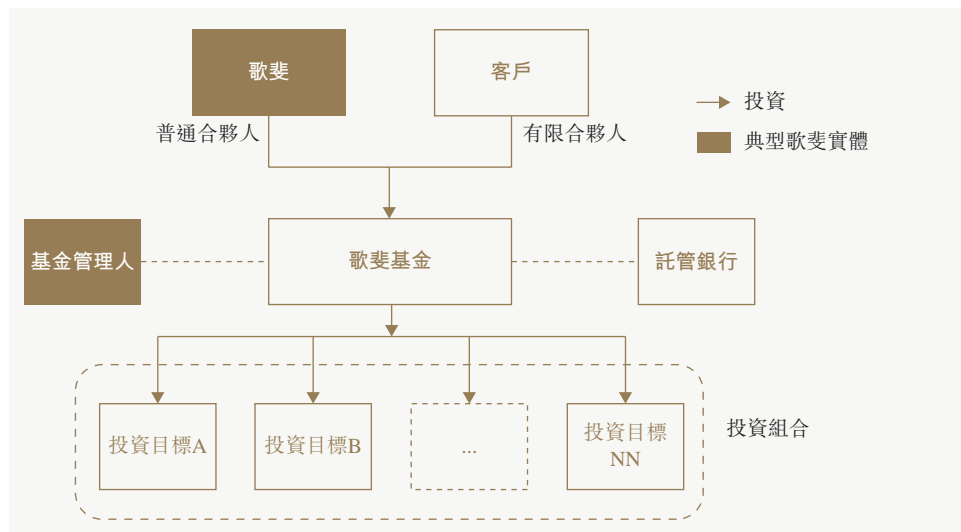 歌斐
客戶
投資
普通合夥人
有限合夥人
典型歌斐實體
基金管理人
歌斐基金
託管銀行
投資目標A
投資目標B
...
投資目標
NN
投資組合